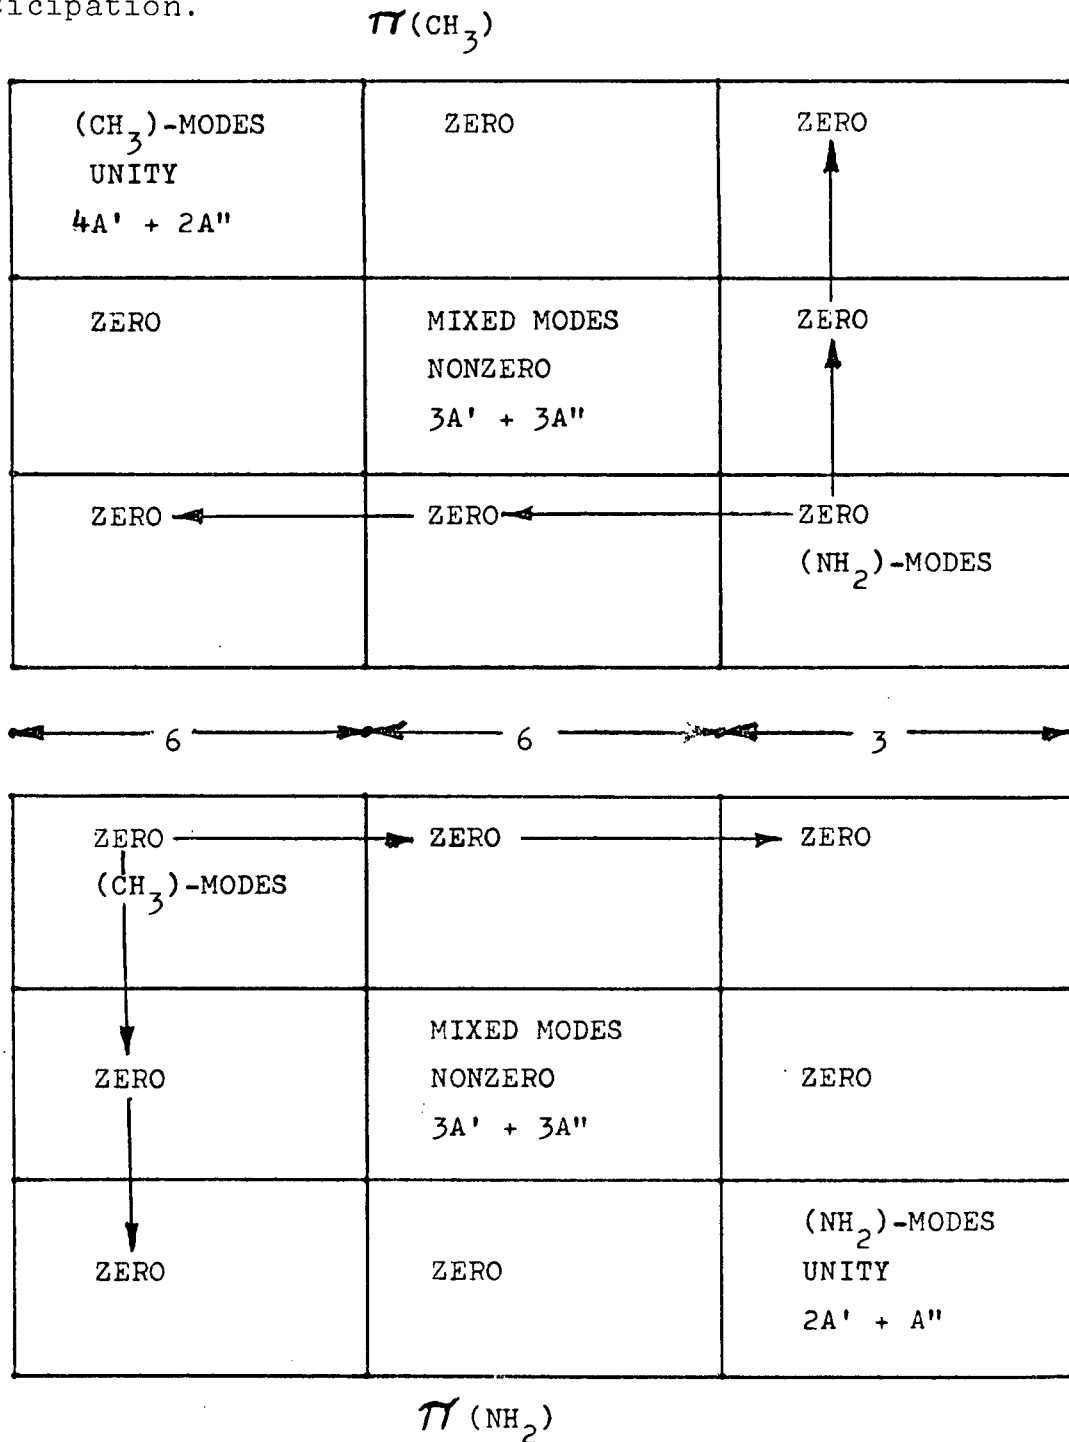 ticipation.
π(CH3)
(CH3)-MODES ZERO ZERO
UNITY
4A' + 2A"
ZERO MIXED MODES ZERO
NONZERO
3A' + 3A"
ZERO ZERO ZERO
(NH2)-MODES
6 6 3
ZERO ZERO ZERO
(CH3)-MODES
MIXED MODES
ZERO NONZERO ZERO
3A' + 3A"
(NH2)-MODES
ZERO ZERO UNITY
2A' + A"
π (NH2)